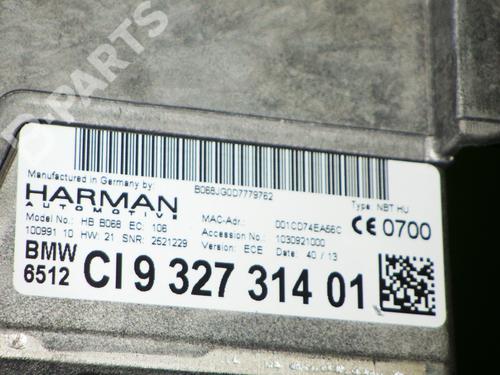 B-PARTS
Manufactured in Germany by:
HARMAN
AUTOMOTIVE
B068JG0D7779762
Type: NBT HU
Model No.: HB B068 EC: 106
MAC-Adr.: 001CD74EA56C
CE 0700
100991 10 HW: 21 SNR: 2521229
Accession No.: 1030921000
Version: ECE Date: 40 / 13
BMW
6512 CI 9 327 314 01